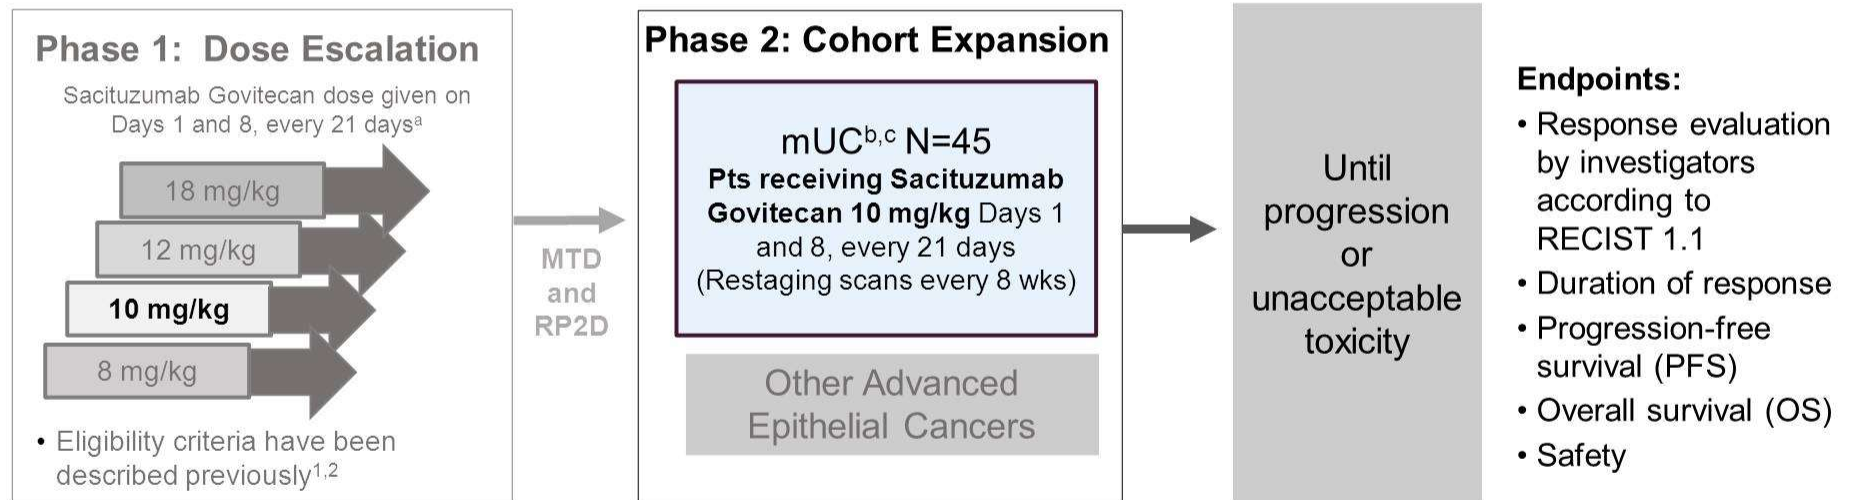 Phase 1: Dose Escalation
Sacituzumab Govitecan dose given on
Days 1 and 8, every 21 daysᵃ
18 mg/kg
12 mg/kg
10 mg/kg
8 mg/kg
• Eligibility criteria have been
described previously¹,²
MTD
and
RP2D
Phase 2: Cohort Expansion
mUCᵇ,ᶜ N=45
Pts receiving Sacituzumab
Govitecan 10 mg/kg Days 1
and 8, every 21 days
(Restaging scans every 8 wks)
Other Advanced
Epithelial Cancers
Until
progression
or
unacceptable
toxicity
Endpoints:
• Response evaluation
by investigators
according to
RECIST 1.1
• Duration of response
• Progression-free
survival (PFS)
• Overall survival (OS)
• Safety